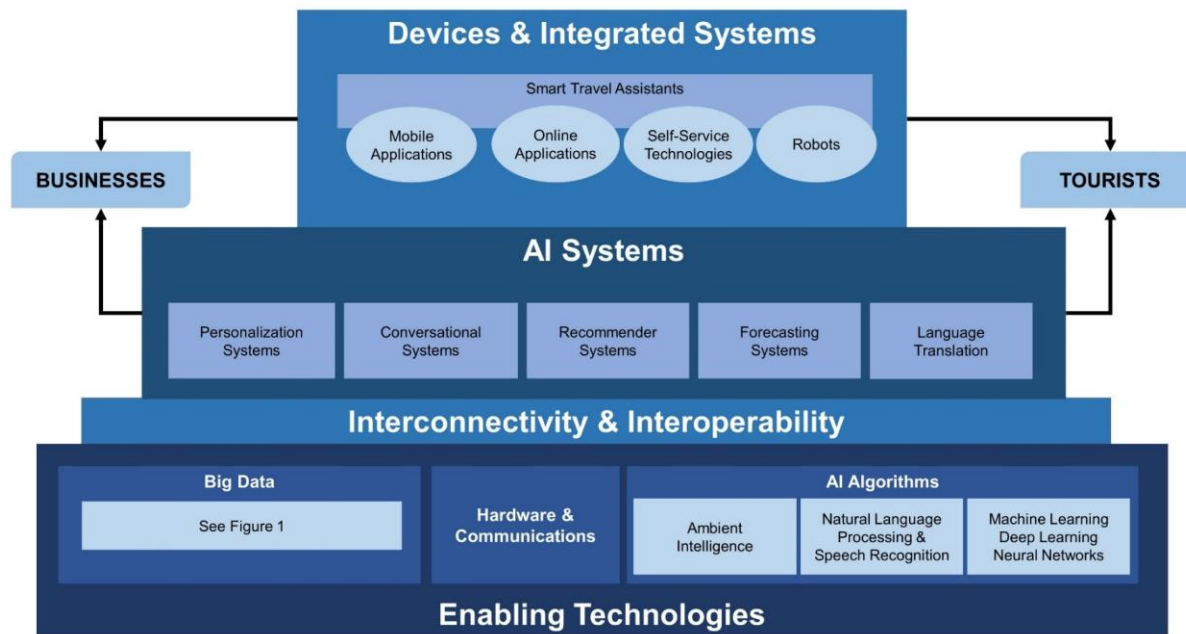 Devices & Integrated Systems
Smart Travel Assistants
Mobile
Applications
Online
Applications
Self-Service
Technologies
Robots
BUSINESSES
TOURISTS
AI Systems
Personalization
Systems
Conversational
Systems
Recommender
Systems
Forecasting
Systems
Language
Translation
Interconnectivity & Interoperability
Big Data
See Figure 1
Hardware &
Communications
AI Algorithms
Ambient
Intelligence
Natural Language
Processing &
Speech Recognition
Machine Learning
Deep Learning
Neural Networks
Enabling Technologies